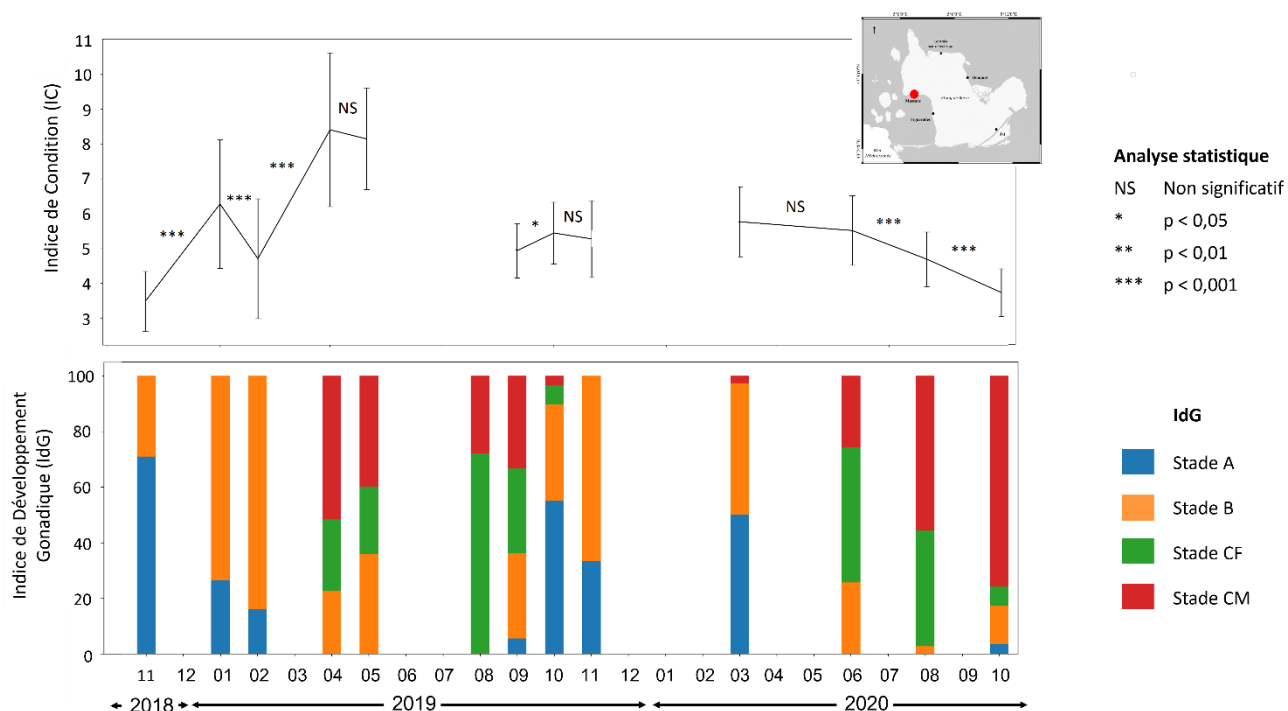 Indice de Condition (IC)
11
10
9
8
7
6
5
4
3
***
***
***
NS
*
NS
NS
***
***
Martigues
Analyse statistique
NS Non significatif
* p < 0,05
** p < 0,01
*** p < 0,001
Indice de Développement
Gonadique (IdG)
100
80
60
40
20
0
IdG
Stade A
Stade B
Stade CF
Stade CM
11 12 01 02 03 04 05 06 07 08 09 10 11 12 01 02 03 04 05 06 08 09 10
2018 2019 2020